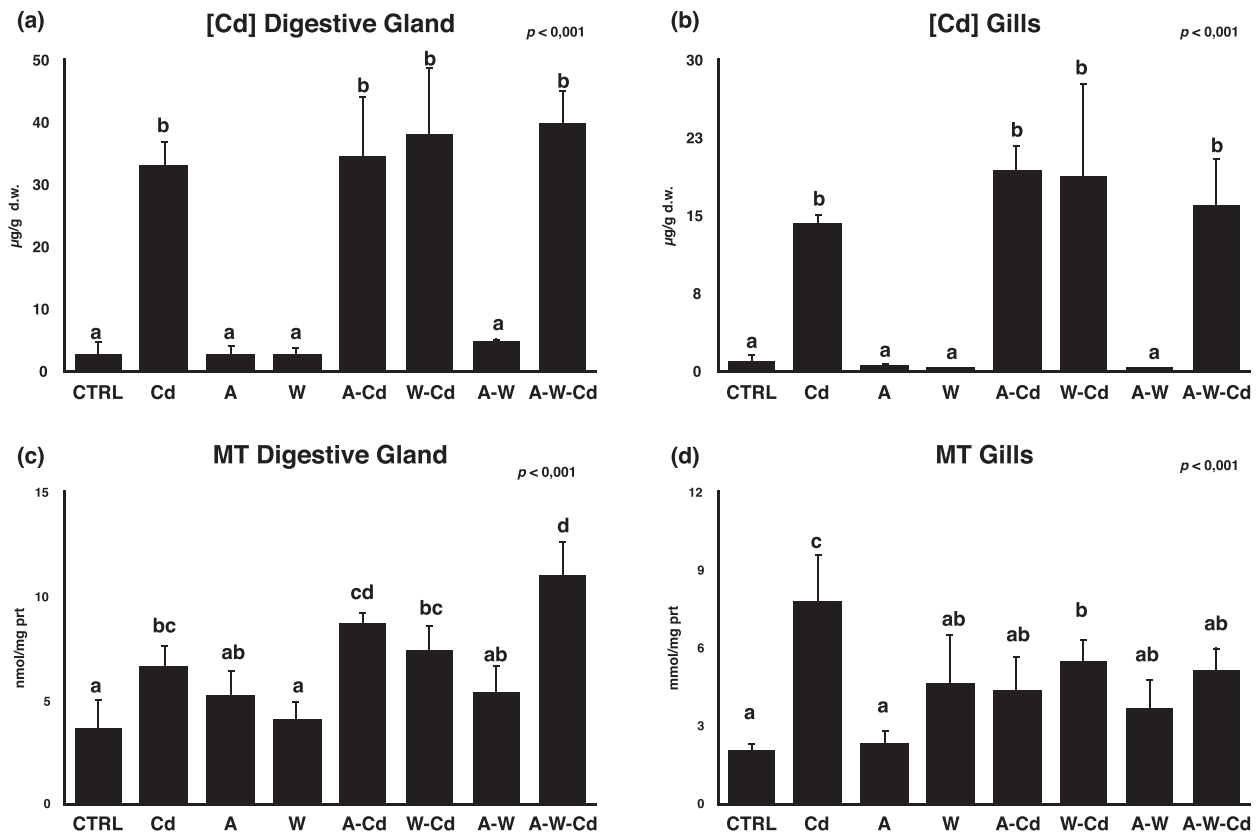 (a)
[Cd] Digestive Gland
p < 0,001
µg/g d.w.
50
40
30
20
10
0
a
b
a
a
b
b
a
b
CTRL Cd A W A-Cd W-Cd A-W A-W-Cd
(b)
[Cd] Gills
p < 0,001
µg/g d.w.
30
23
15
8
0
a
b
a
a
b
b
a
b
CTRL Cd A W A-Cd W-Cd A-W A-W-Cd
(c)
MT Digestive Gland
p < 0,001
nmol/mg prt
15
10
5
0
a
bc
ab
a
cd
bc
ab
d
CTRL Cd A W A-Cd W-Cd A-W A-W-Cd
(d)
MT Gills
p < 0,001
mmol/mg prt
12
9
6
3
0
a
c
a
ab
ab
b
ab
ab
CTRL Cd A W A-Cd W-Cd A-W A-W-Cd